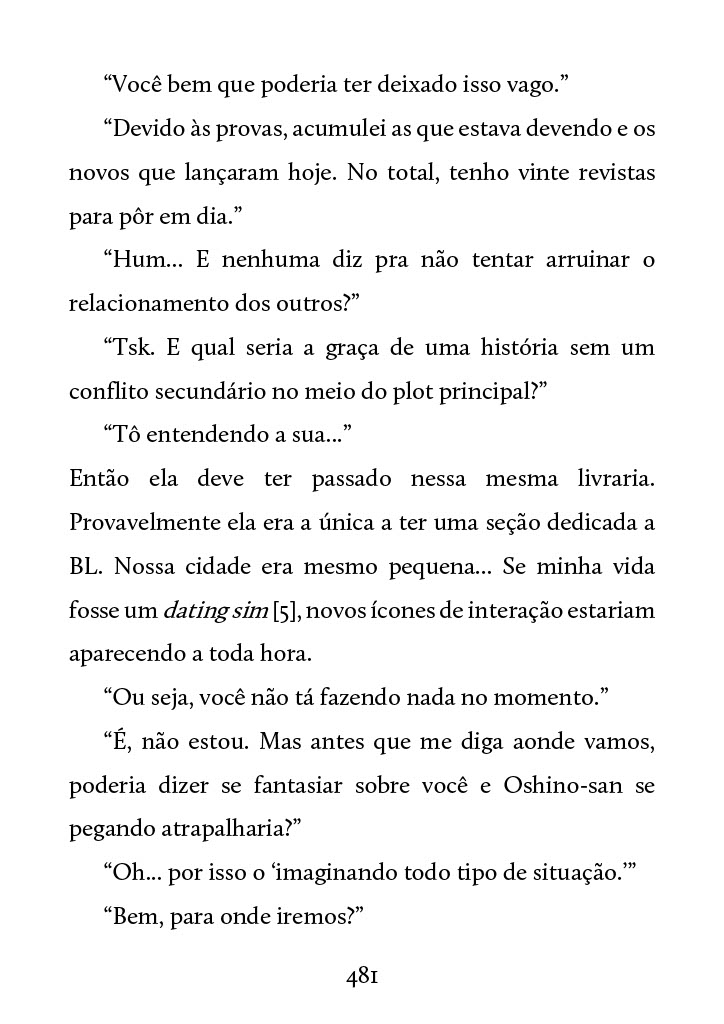 “Você bem que poderia ter deixado isso vago.”
“Devido às provas, acumulei as que estava devendo e os
novos que lançaram hoje. No total, tenho vinte revistas
para pôr em dia.”
“Hum... E nenhuma diz pra não tentar arruinar o
relacionamento dos outros?”
“Tsk. E qual seria a graça de uma história sem um
conflito secundário no meio do plot principal?”
“Tô entendendo a sua...”
Então ela deve ter passado nessa mesma livraria.
Provavelmente ela era a única a ter uma seção dedicada a
BL. Nossa cidade era mesmo pequena... Se minha vida
fosse um dating sim [5], novos ícones de interação estariam
aparecendo a toda hora.
“Ou seja, você não tá fazendo nada no momento.”
“É, não estou. Mas antes que me diga aonde vamos,
poderia dizer se fantasiar sobre você e Oshino-san se
pegando atrapalharia?”
“Oh... por isso o ‘imaginando todo tipo de situação.’”
“Bem, para onde iremos?”
481